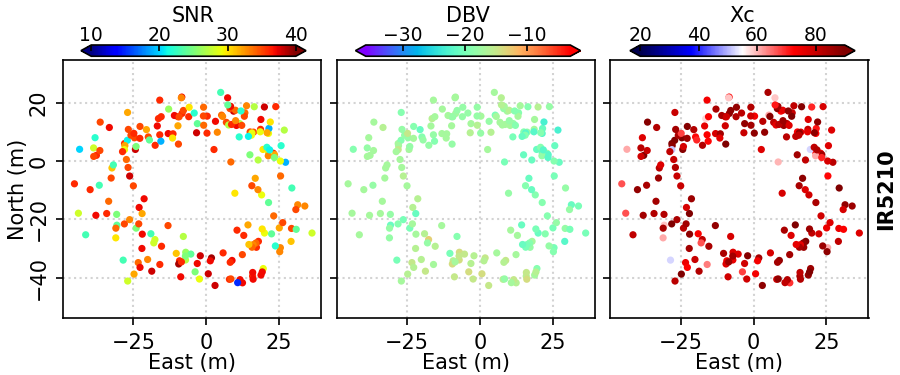 SNR DBV Xc
10 20 30 40 −30 −20 −10 20 40 60 80
20
0
−20
−40
North (m)
IR5210
−25 0 25 −25 0 25 −25 0 25
East (m) East (m) East (m)